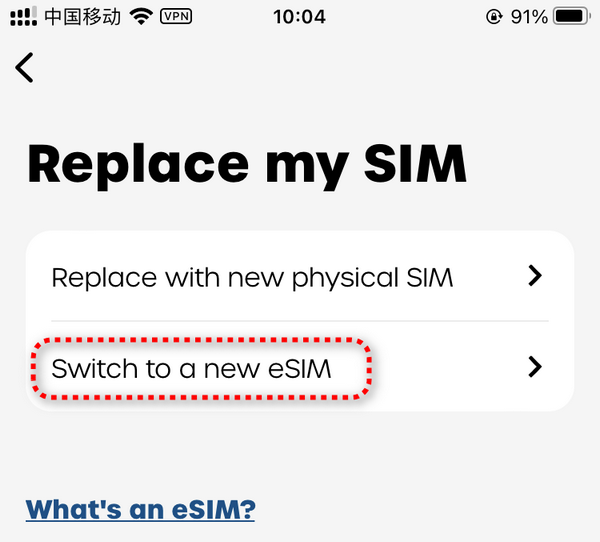 中国移动 VPN 10:04 91%
Replace my SIM
Replace with new physical SIM
Switch to a new eSIM
What's an eSIM?